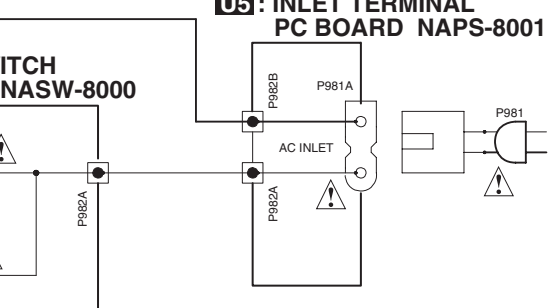 U5 : INLET TERMINAL
PC BOARD NAPS-8001
ITCH
NASW-8000
P982B
P981A
P981
AC INLET
P982A
P982A